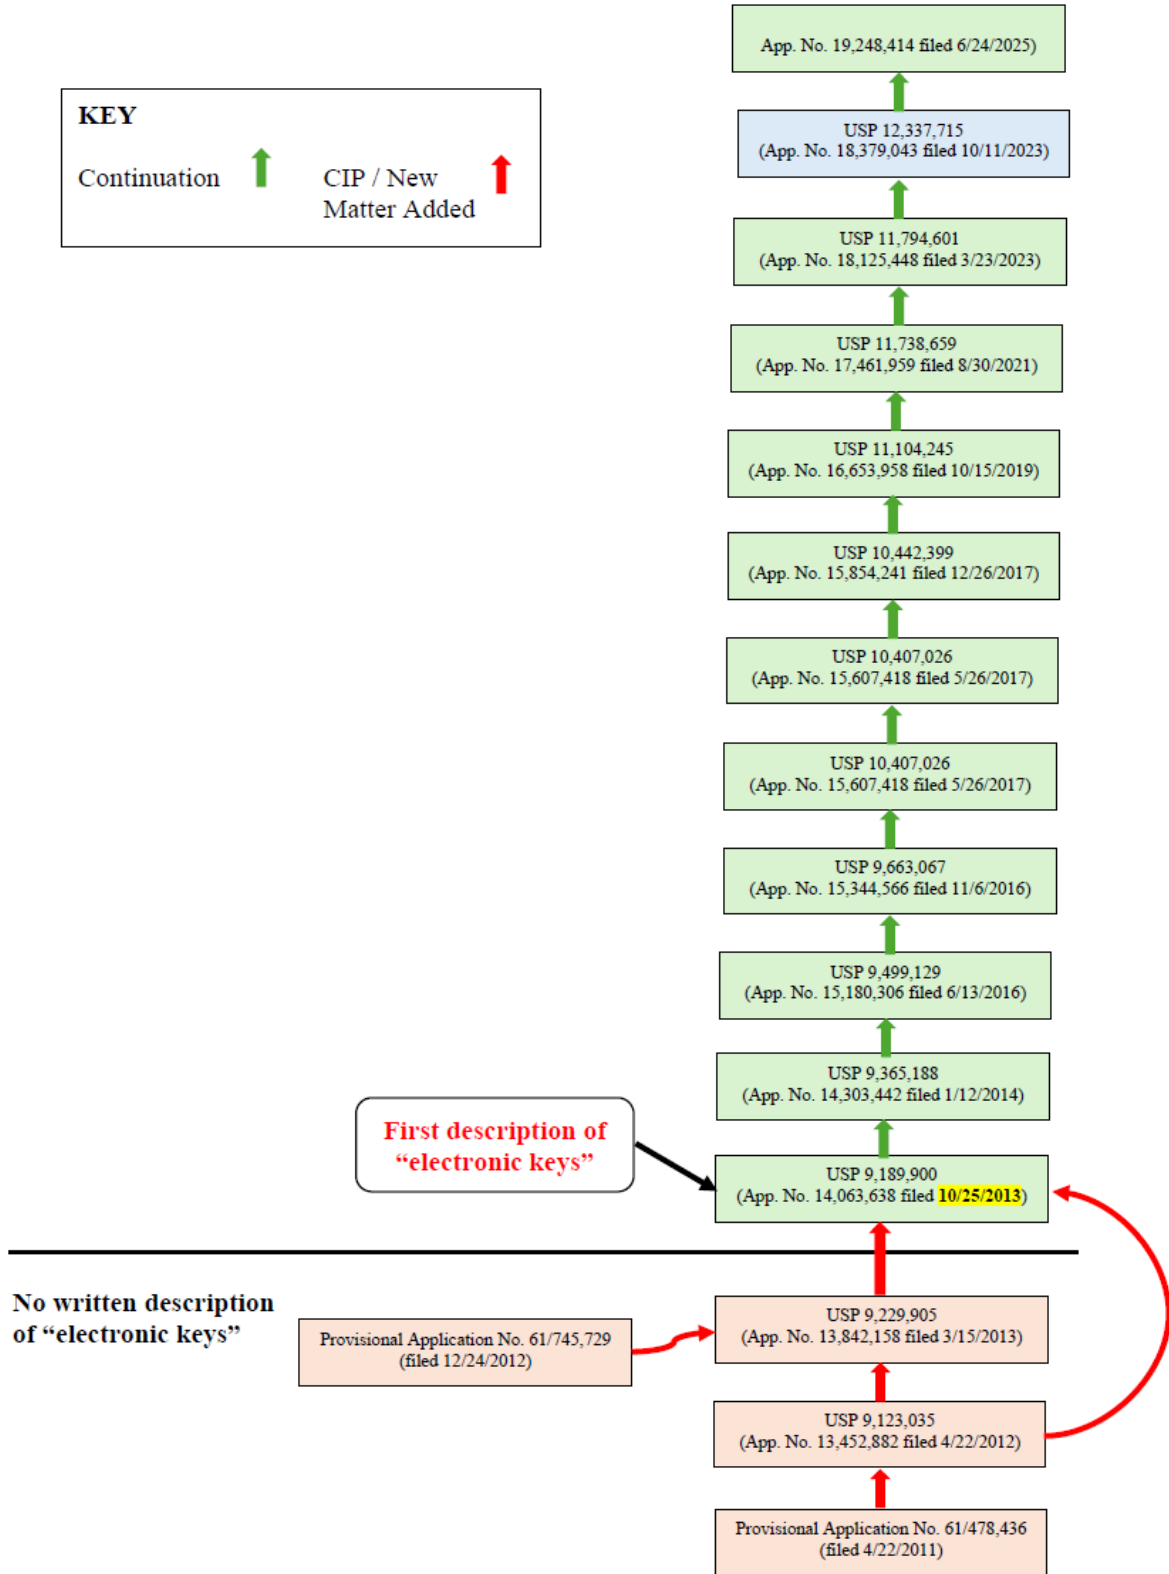 App. No. 19,248,414 filed 6/24/2025)
KEY
Continuation
CIP / New
Matter Added
USP 12,337,715
(App. No. 18,379,043 filed 10/11/2023)
USP 11,794,601
(App. No. 18,125,448 filed 3/23/2023)
USP 11,738,659
(App. No. 17,461,959 filed 8/30/2021)
USP 11,104,245
(App. No. 16,653,958 filed 10/15/2019)
USP 10,442,399
(App. No. 15,854,241 filed 12/26/2017)
USP 10,407,026
(App. No. 15,607,418 filed 5/26/2017)
USP 10,407,026
(App. No. 15,607,418 filed 5/26/2017)
USP 9,663,067
(App. No. 15,344,566 filed 11/6/2016)
USP 9,499,129
(App. No. 15,180,306 filed 6/13/2016)
USP 9,365,188
(App. No. 14,303,442 filed 1/12/2014)
First description of
“electronic keys”
USP 9,189,900
(App. No. 14,063,638 filed 10/25/2013)
No written description
of “electronic keys”
Provisional Application No. 61/745,729
(filed 12/24/2012)
USP 9,229,905
(App. No. 13,842,158 filed 3/15/2013)
USP 9,123,035
(App. No. 13,452,882 filed 4/22/2012)
Provisional Application No. 61/478,436
(filed 4/22/2011)